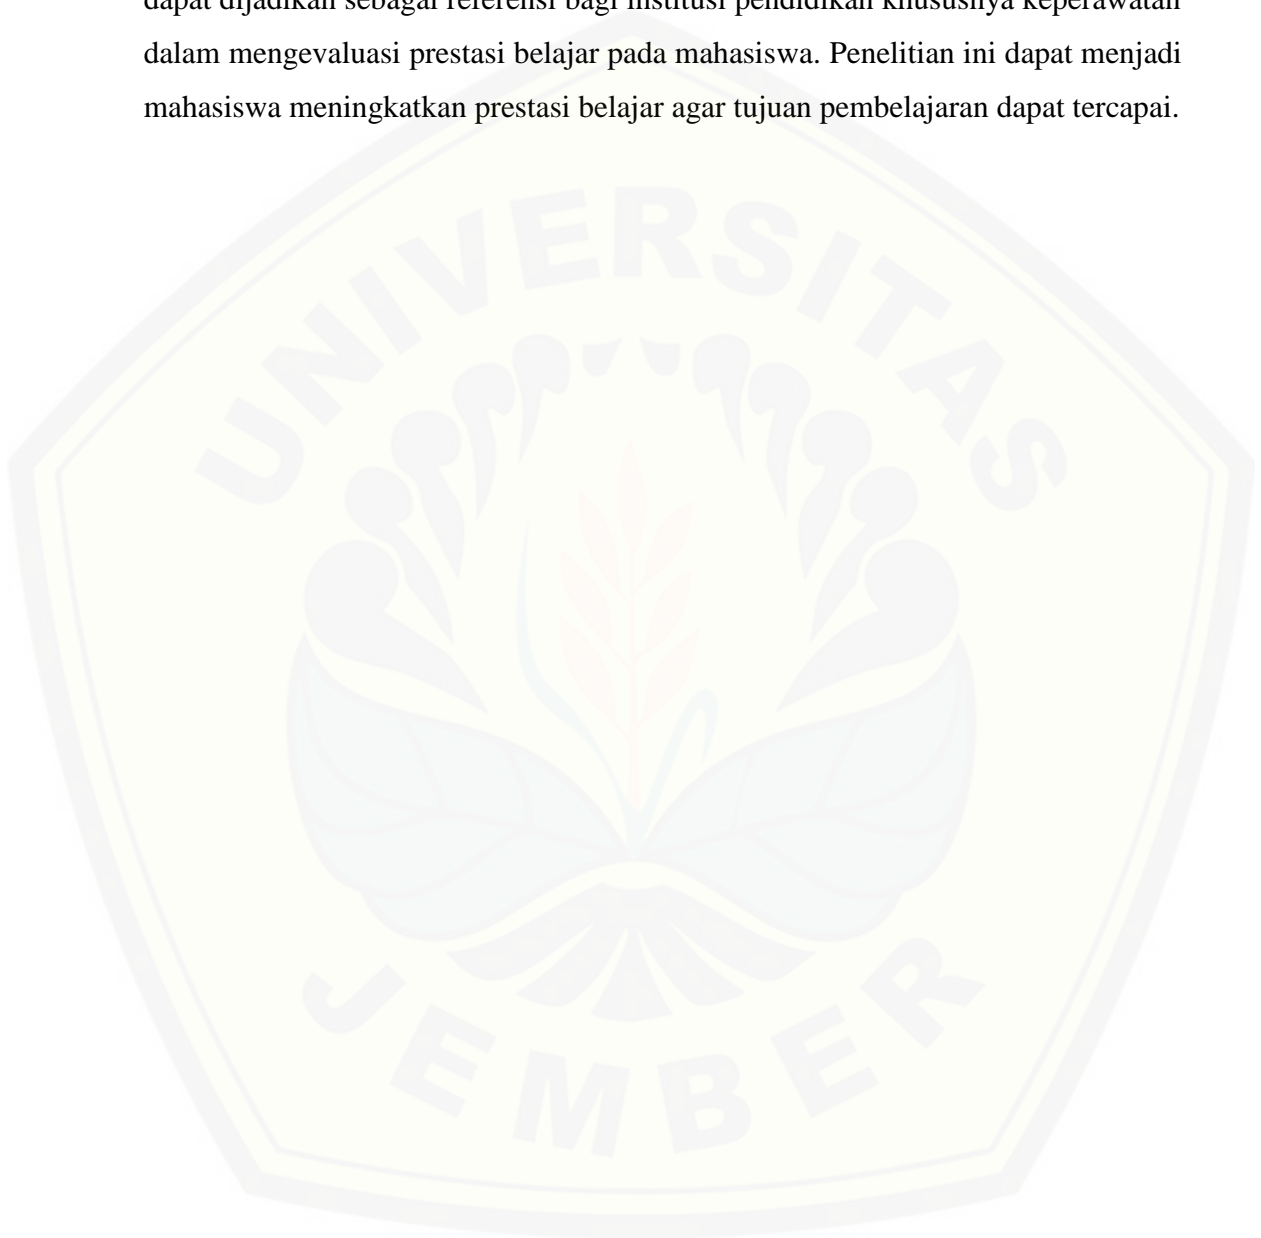 dapat dijadikan sebagai referensi bagi institusi pendidikan khususnya keperawatan
dalam mengevaluasi prestasi belajar pada mahasiswa. Penelitian ini dapat menjadi
mahasiswa meningkatkan prestasi belajar agar tujuan pembelajaran dapat tercapai.
UNIVERSITAS
JEMBER